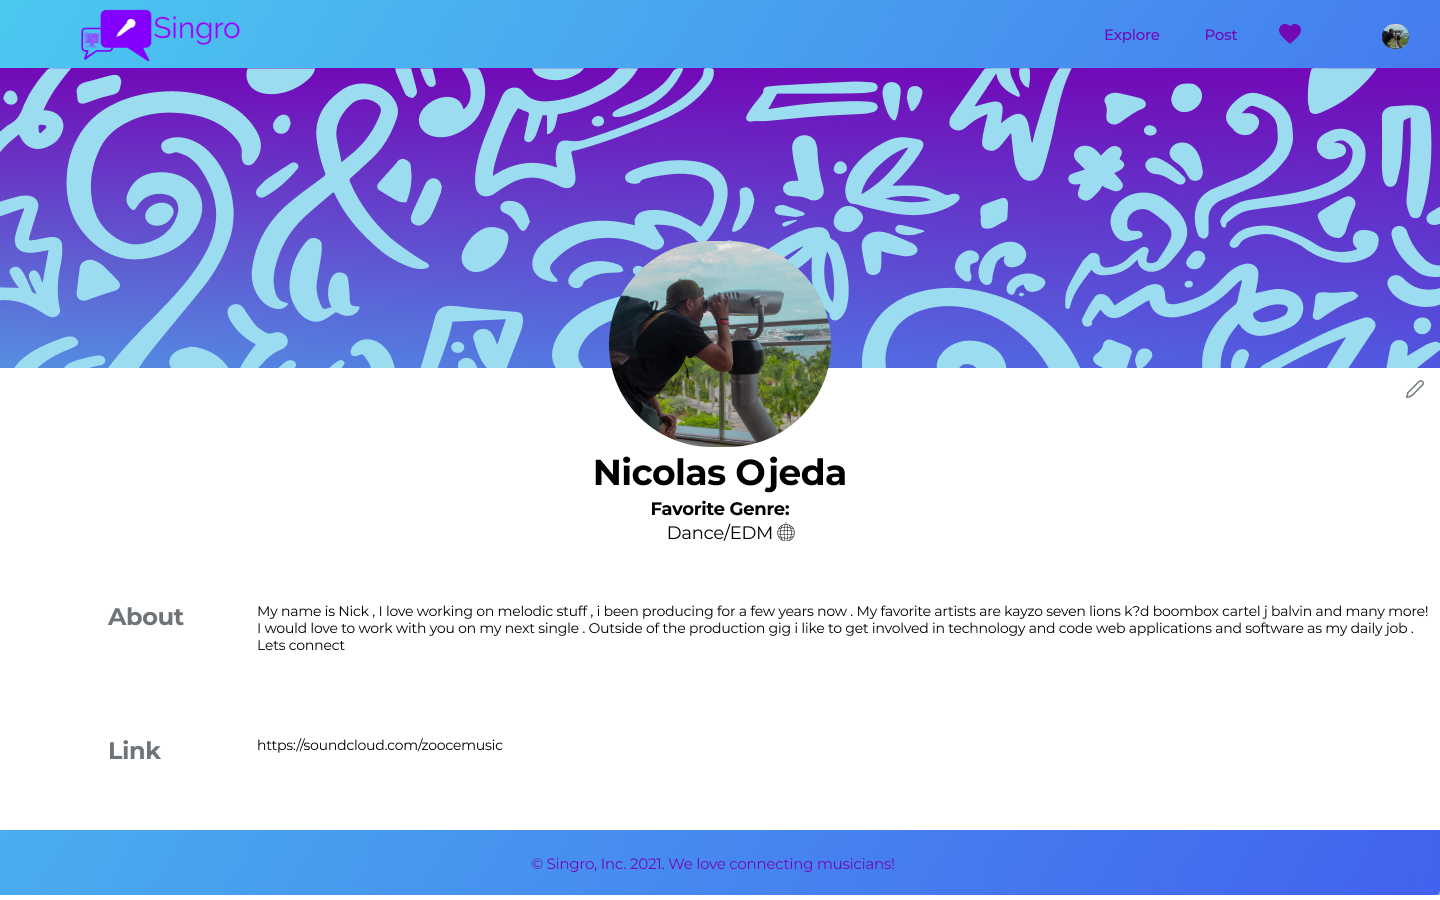 Singro
Explore
Post
Nicolas Ojeda
Favorite Genre:
Dance/EDM
About
My name is Nick , I love working on melodic stuff , i been producing for a few years now . My favorite artists are kayzo seven lions k?d boombox cartel j balvin and many more!
I would love to work with you on my next single . Outside of the production gig i like to get involved in technology and code web applications and software as my daily job .
Lets connect
Link
https://soundcloud.com/zoocemusic
© Singro, Inc. 2021. We love connecting musicians!